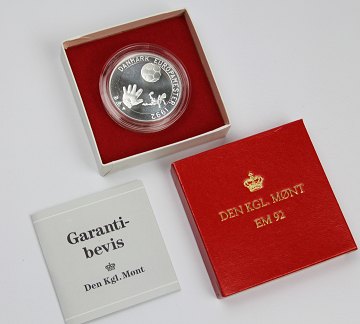 DANMARK EUROPAMESTER 1992
DEN KGL. MØNT
EM 92
Garanti-
bevis
Den Kgl. Mønt